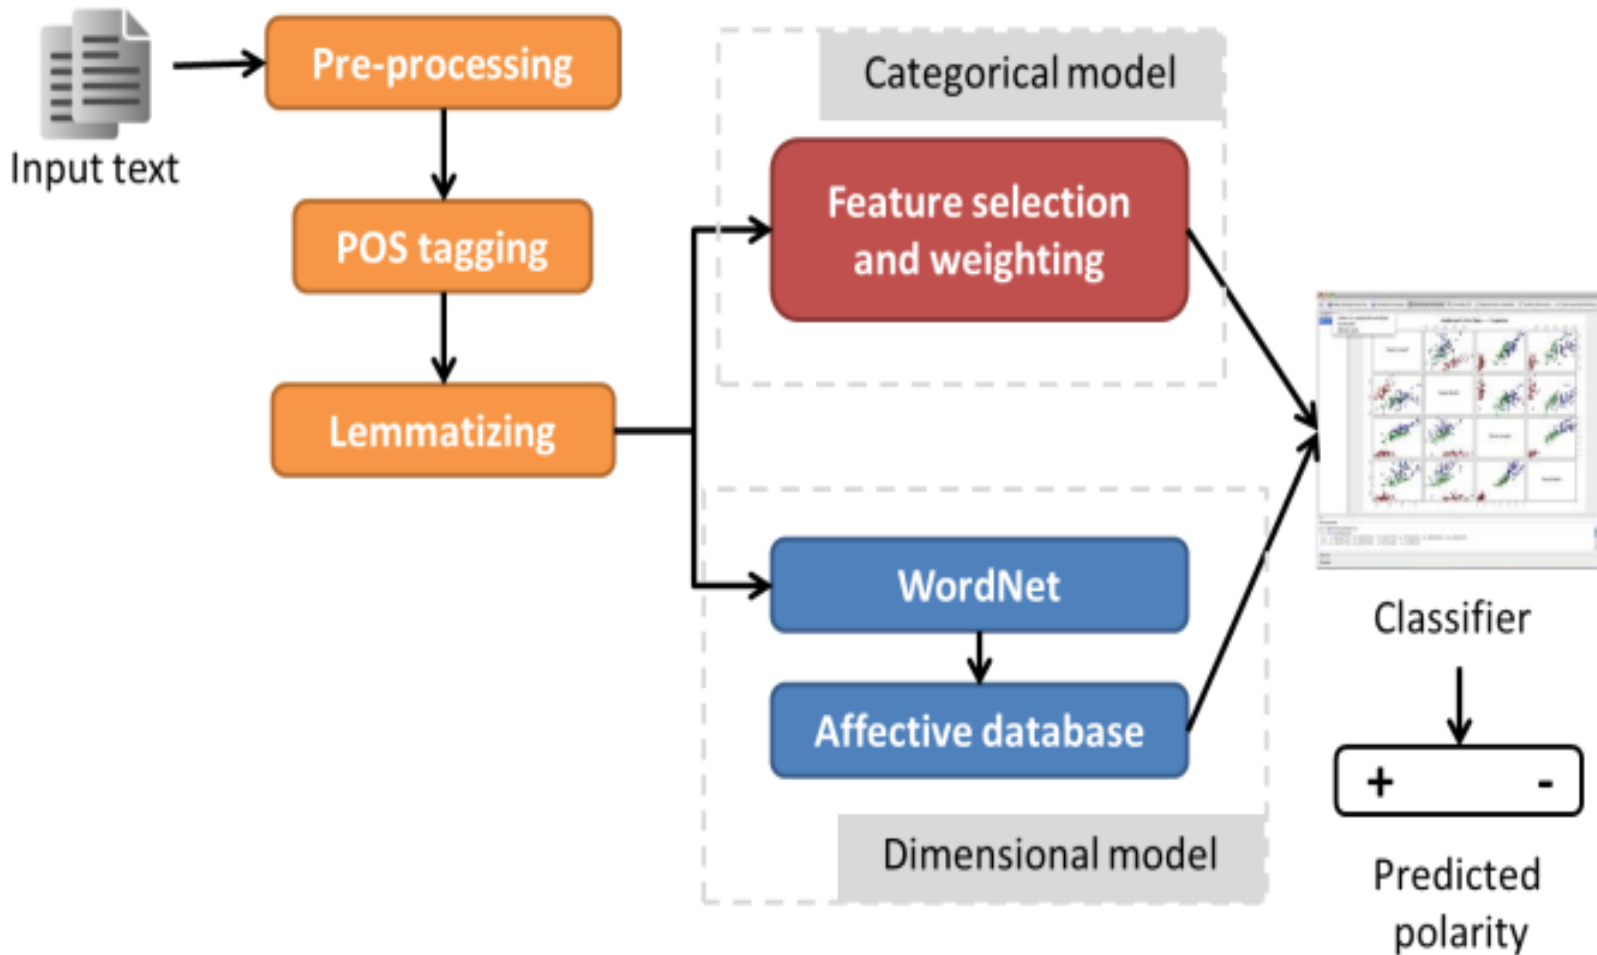 Input text
Pre-processing
POS tagging
Lemmatizing
Categorical model
Feature selection
and weighting
WordNet
Affective database
Dimensional model
Classifier
+ -
Predicted
polarity